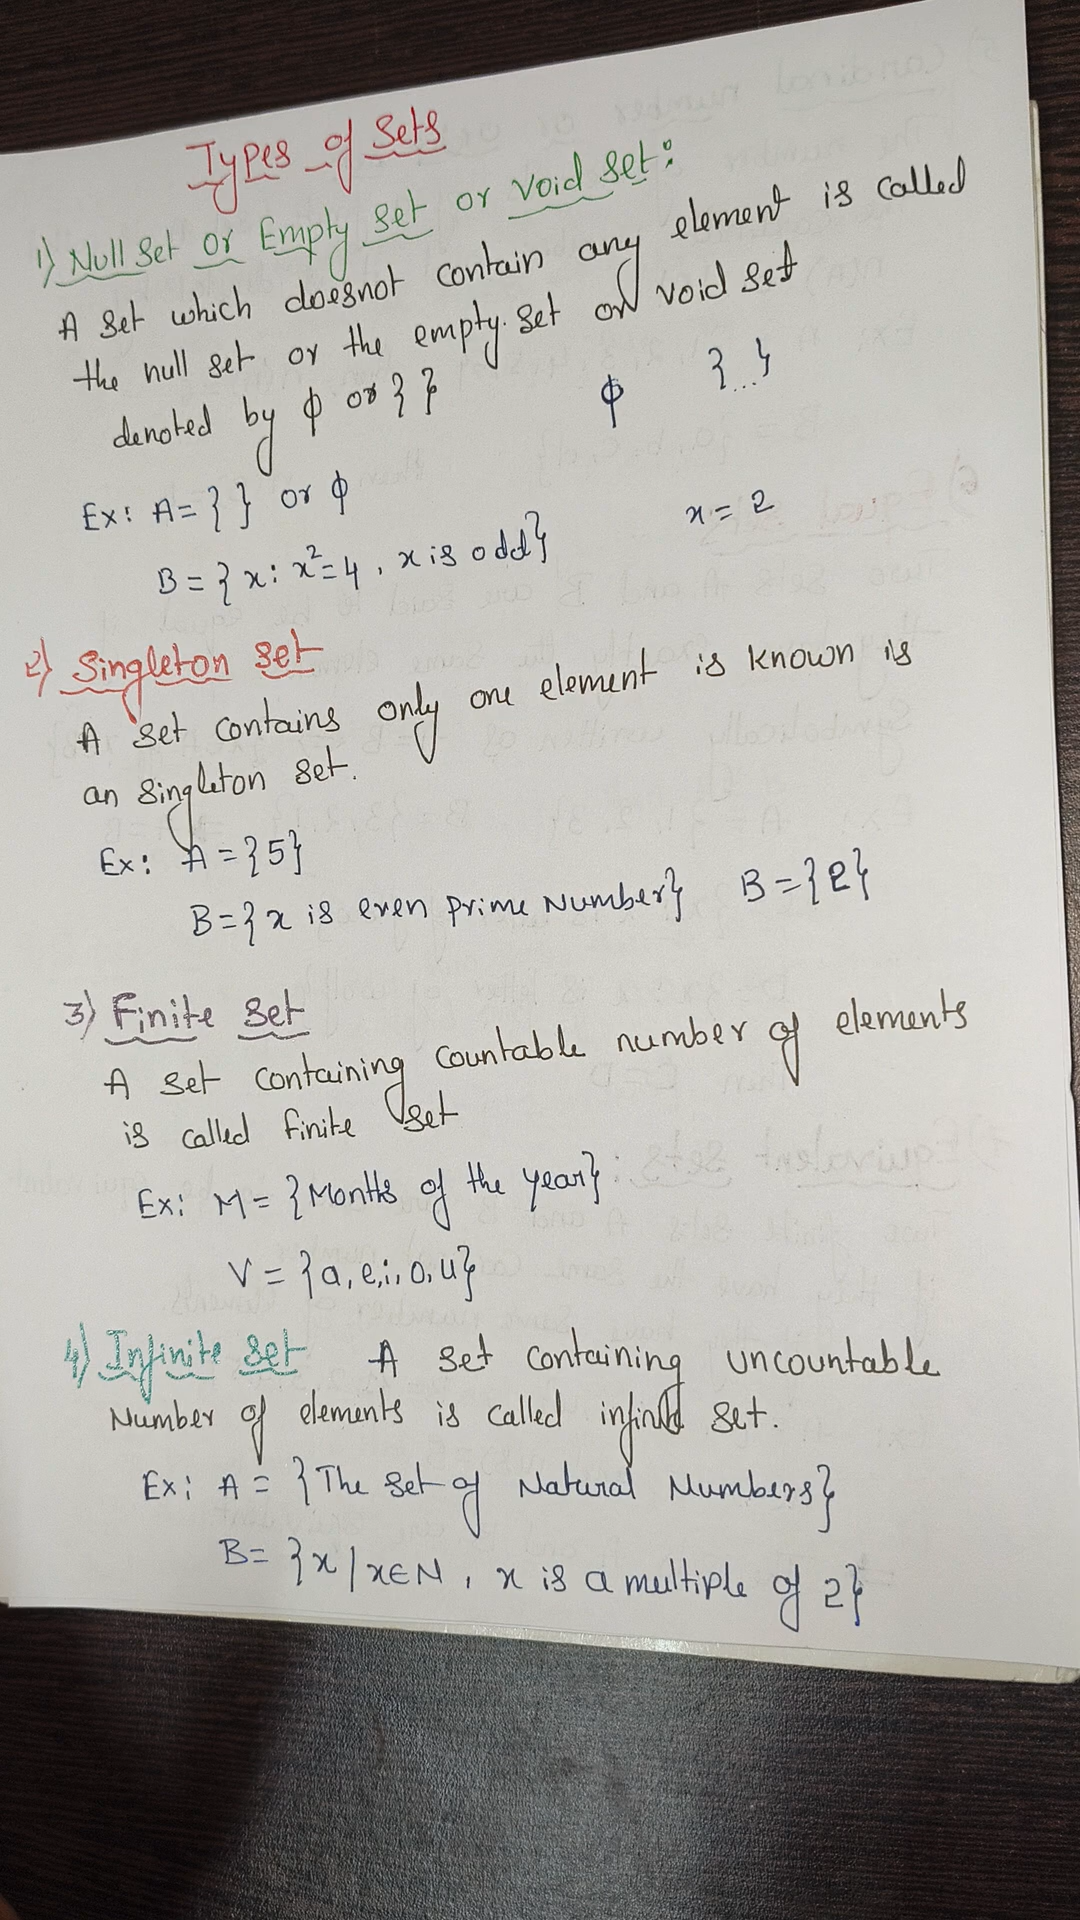 Types of Sets
1) Null Set or Empty Set or Void Set:
A Set which doesnot contain any element is called
the null set or the empty set or void set
denoted by ϕ or { } ϕ {...}
Ex: A = { } or ϕ
B = {x: x²=4, x is odd} x = 2
2) Singleton Set
A set contains only one element is known is
an singleton set.
Ex: A = {5}
B = {x is even prime Number} B = {2}
3) Finite Set
A set containing countable number of elements
is called finite set
Ex: M = {Months of the year}
V = {a, e, i, o, u}
4) Infinite Set A set containing uncountable
Number of elements is called infinite set.
Ex: A = {The set of Natural Numbers}
B = {x / x∈N, x is a multiple of 2}